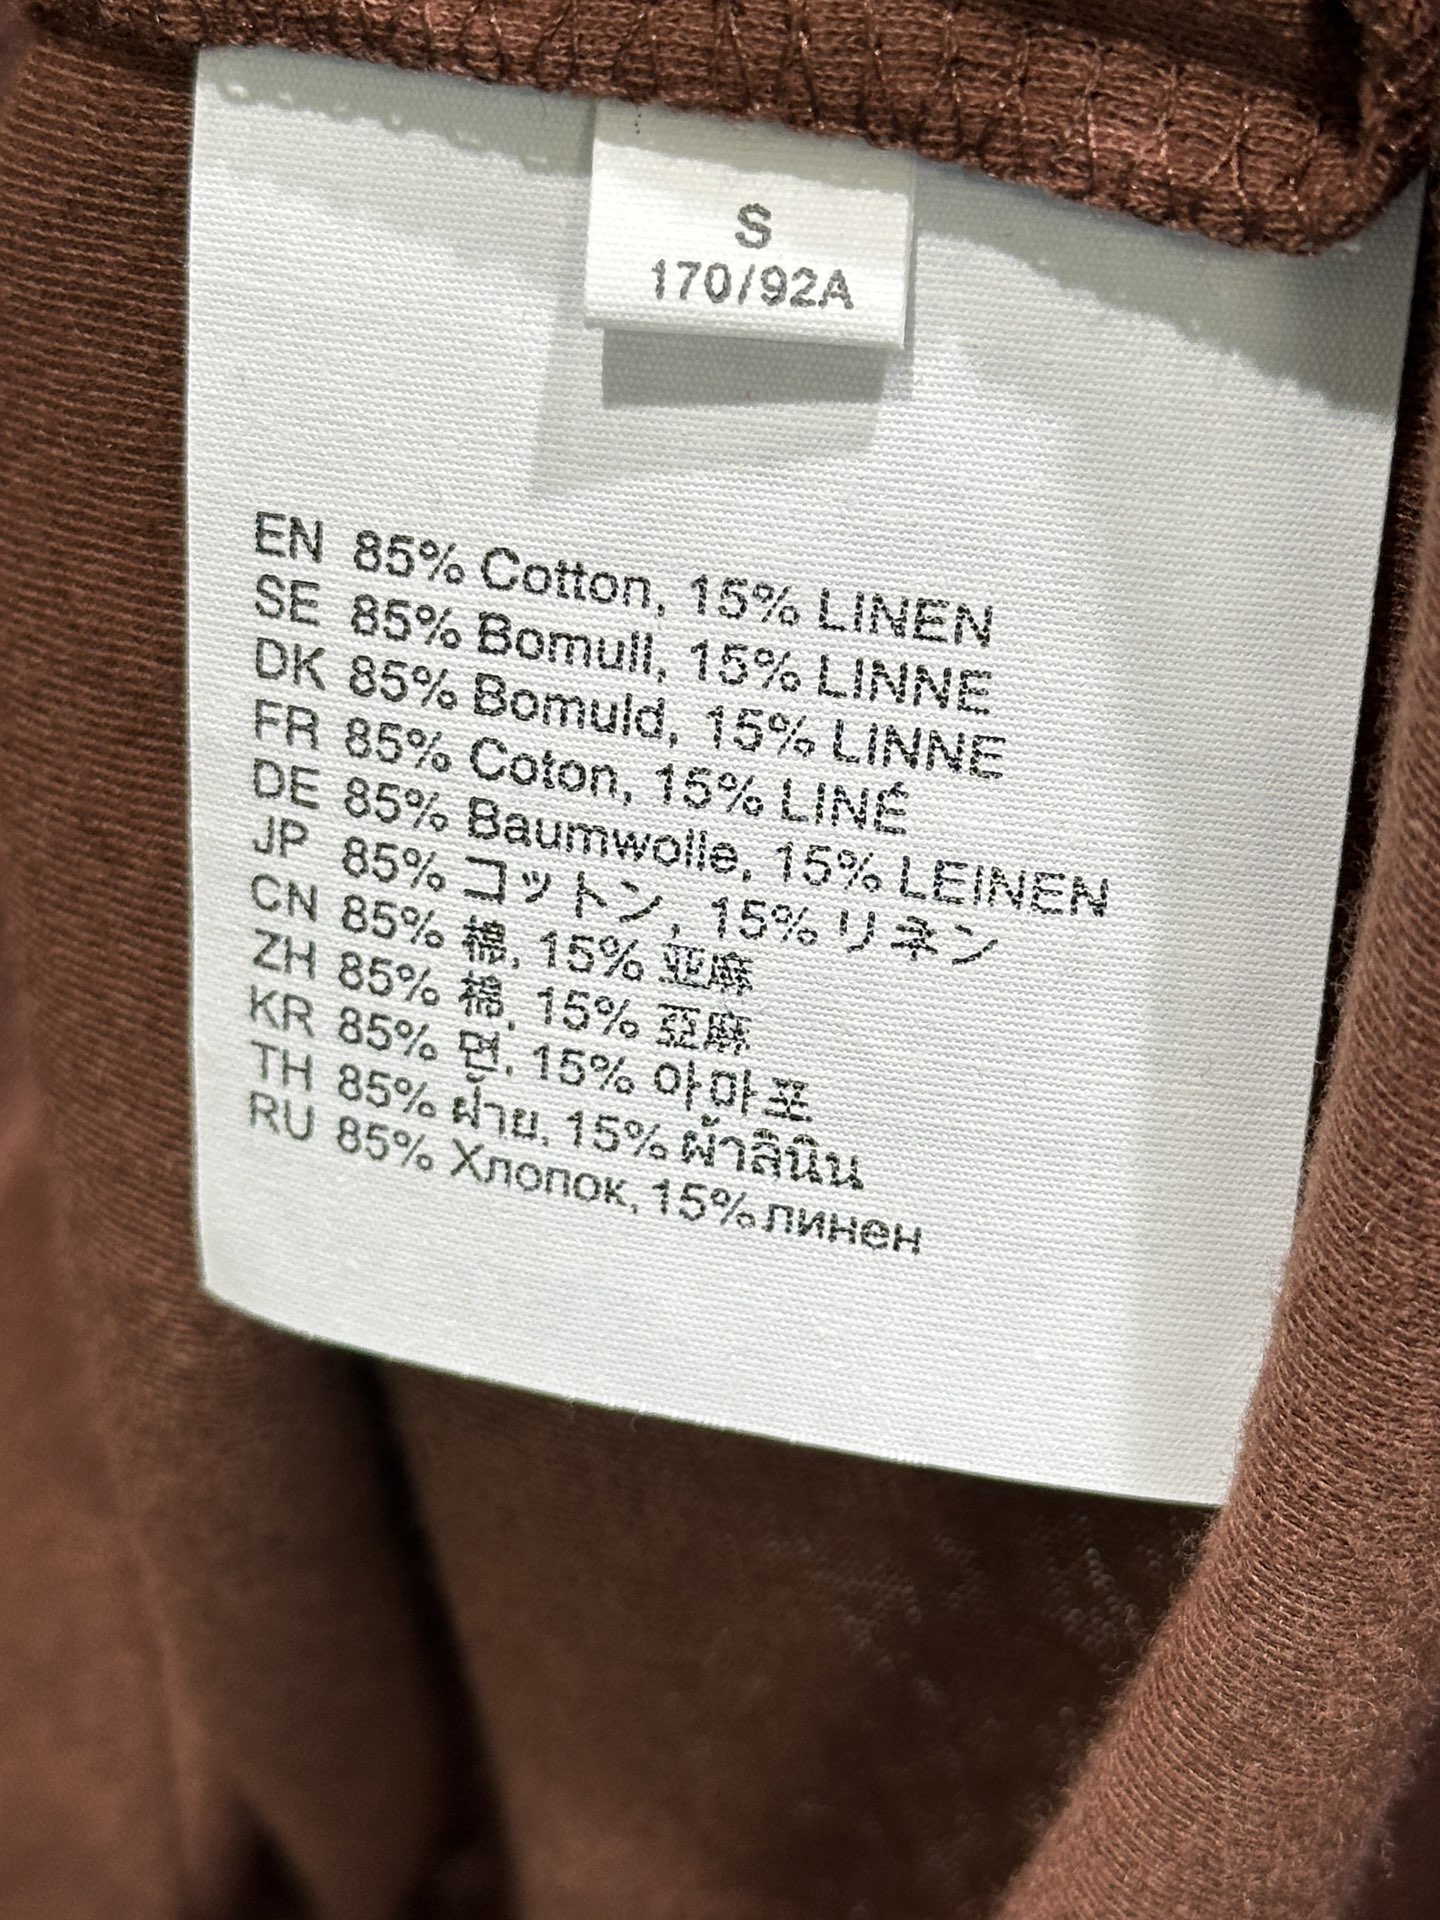 S
170/92A
EN 85% Cotton, 15% LINEN
SE 85% Bomull, 15% LINNE
DK 85% Bomuld, 15% LINNE
FR 85% Coton, 15% LINÉ
DE 85% Baumwolle, 15% LEINEN
JP 85% コットン, 15% リネン
CN 85% 棉, 15% 亚麻
ZH 85% 棉, 15% 亚麻
KR 85% 면, 15% 아마포
TH 85% ฝ้าย, 15% ผ้าลินิน
RU 85% Хлопок, 15% линен